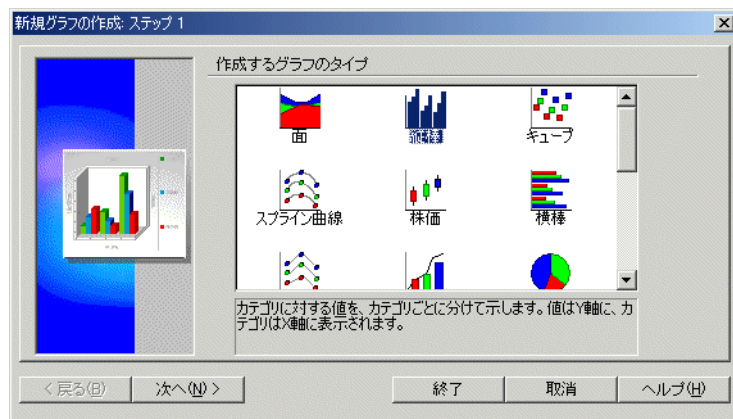 新規グラフの作成: ステップ 1
作成するグラフのタイプ
面
縦棒
キューブ
スプライン曲線
株価
横棒
カテゴリに対する値を、カテゴリごとに分けて示します。値はY軸に、カ
テゴリはX軸に表示されます。
< 戻る(B)
次へ(N) >
終了
取消
ヘルプ(H)